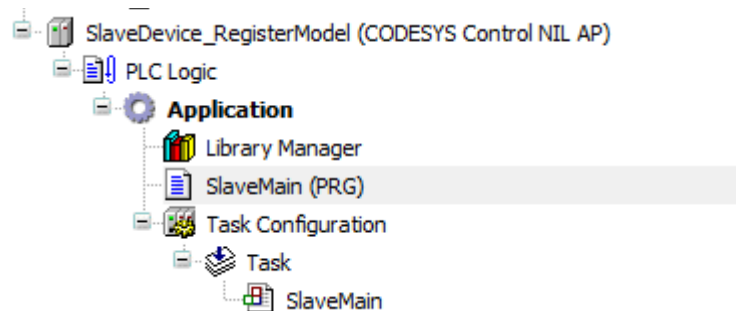 SlaveDevice_RegisterModel (CODESYS Control NIL AP)
PLC Logic
Application
Library Manager
SlaveMain (PRG)
Task Configuration
Task
SlaveMain